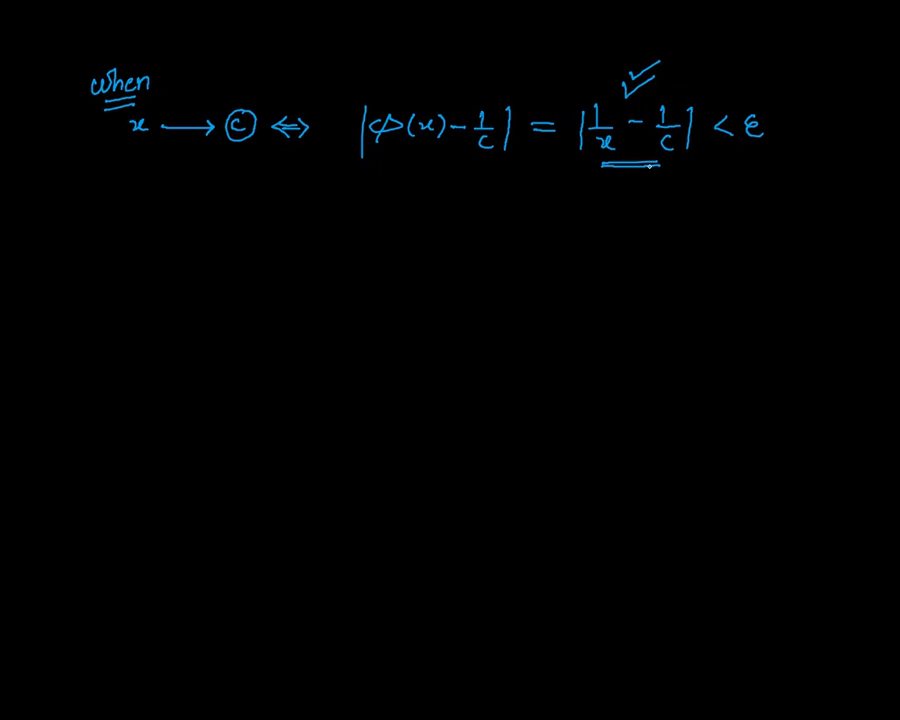 when
x ⟶ c ⟺ |φ(x) − 1/c| = |1/x − 1/c| < ε